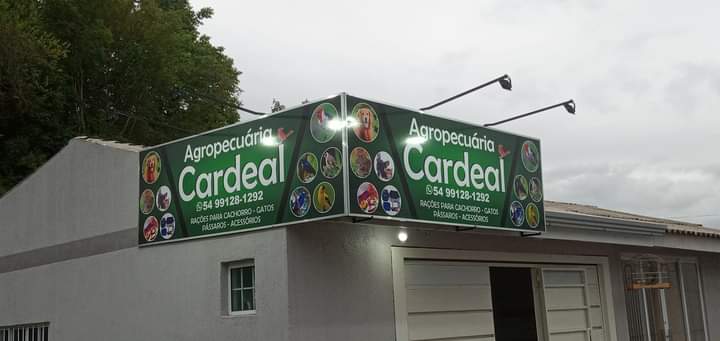 Agropecuária
Cardeal
54 99128-1292
RAÇÕES PARA CACHORRO - GATOS
PÁSSAROS - ACESSÓRIOS
Agropecuária
Cardeal
54 99128-1292
RAÇÕES PARA CACHORRO - GATOS
PÁSSAROS - ACESSÓRIOS